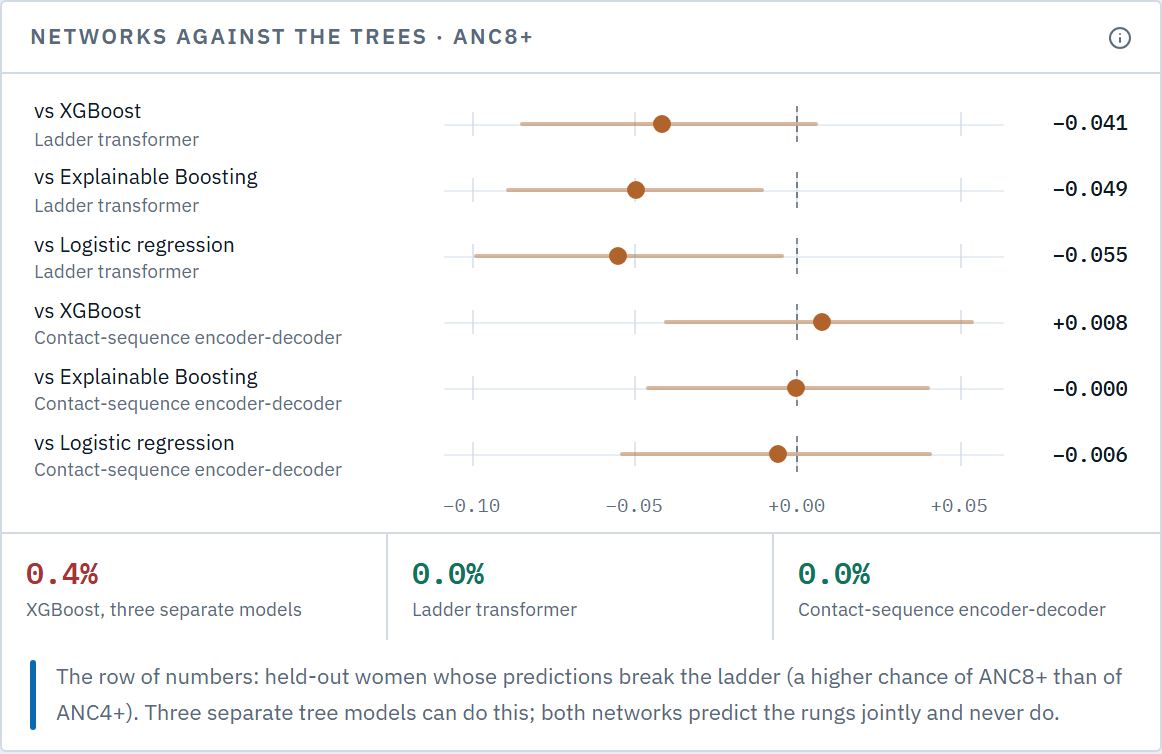 NETWORKS AGAINST THE TREES · ANC8+
vs XGBoost
Ladder transformer
−0.041
vs Explainable Boosting
Ladder transformer
−0.049
vs Logistic regression
Ladder transformer
−0.055
vs XGBoost
Contact-sequence encoder-decoder
+0.008
vs Explainable Boosting
Contact-sequence encoder-decoder
−0.000
vs Logistic regression
Contact-sequence encoder-decoder
−0.006
−0.10 −0.05 +0.00 +0.05
0.4%
XGBoost, three separate models
0.0%
Ladder transformer
0.0%
Contact-sequence encoder-decoder
The row of numbers: held-out women whose predictions break the ladder (a higher chance of ANC8+ than of
ANC4+). Three separate tree models can do this; both networks predict the rungs jointly and never do.